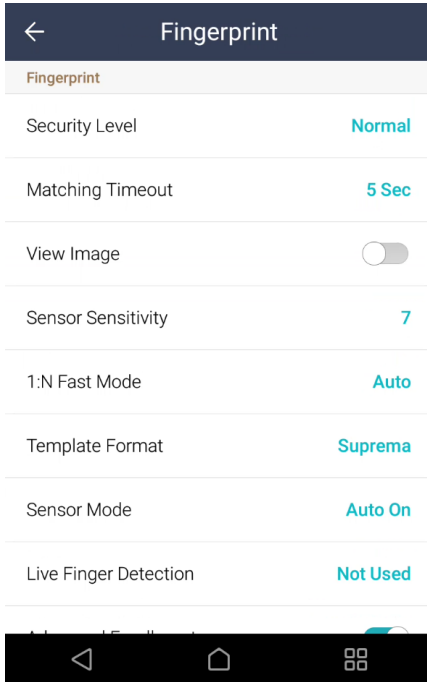 Fingerprint
Fingerprint
Security Level Normal
Matching Timeout 5 Sec
View Image
Sensor Sensitivity 7
1:N Fast Mode Auto
Template Format Suprema
Sensor Mode Auto On
Live Finger Detection Not Used